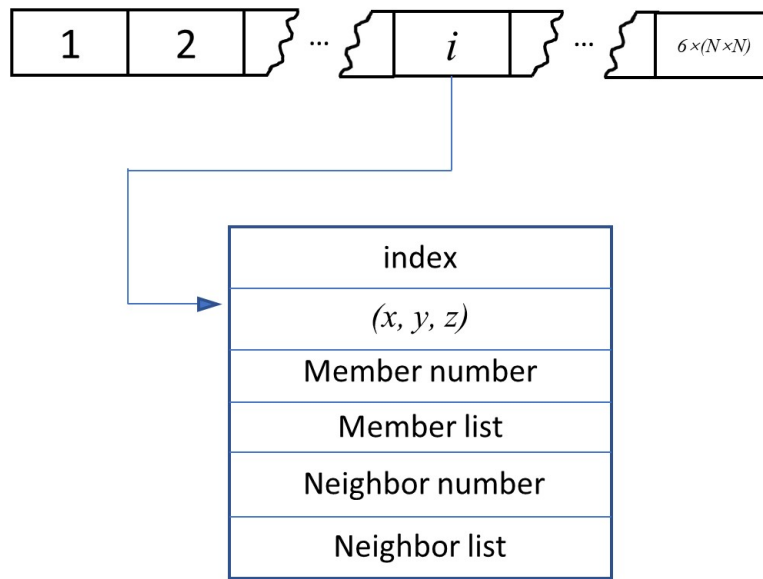 1 2 ... i ... 6×(N×N)
index
(x, y, z)
Member number
Member list
Neighbor number
Neighbor list